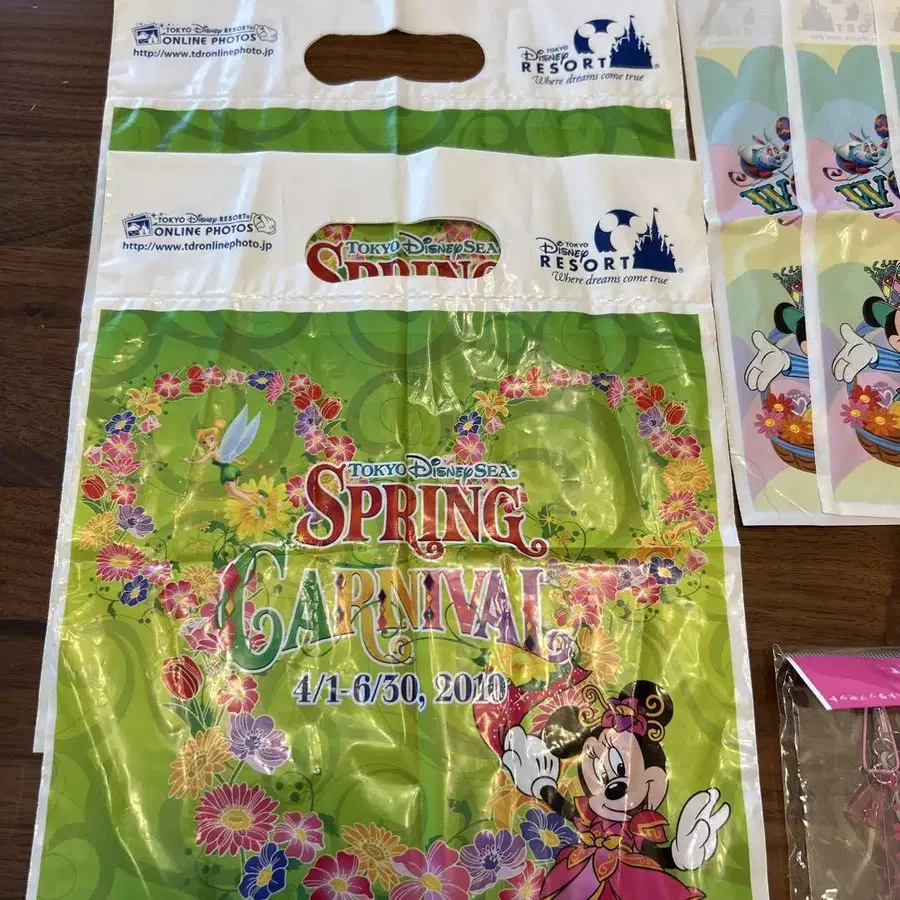 TOKYO Disney RESORT®
ONLINE PHOTOS
http://www.tdronlinephoto.jp
TOKYO
Disney
RESORT®
Where dreams come true
TOKYO Disney RESORT®
ONLINE PHOTOS
http://www.tdronlinephoto.jp
TOKYO DISNEYSEA
SPRING
TOKYO
Disney
RESORT®
Where dreams come true
TOKYO DISNEYSEA®
SPRING
CARNIVAL
4/1-6/30, 2010